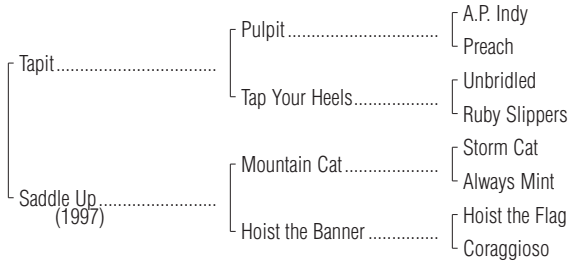 A.P. Indy
Pulpit
Preach
Tapit
Unbridled
Tap Your Heels
Ruby Slippers
Storm Cat
Mountain Cat
Always Mint
Saddle Up
(1997)
Hoist the Flag
Hoist the Banner
Coraggioso